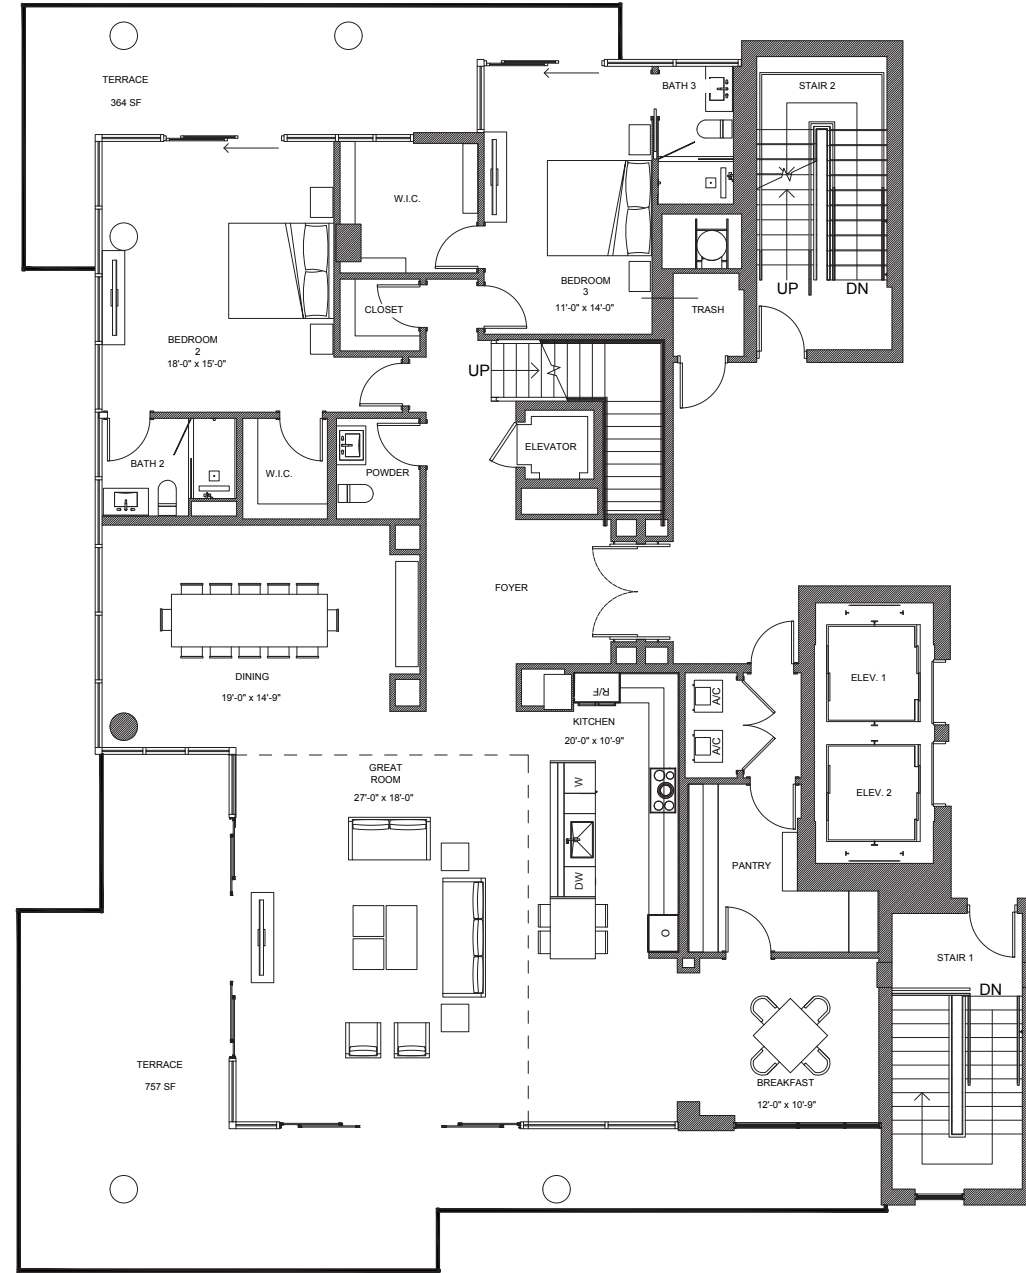 TERRACE
364 SF
BATH 3
STAIR 2
W.I.C.
BEDROOM
3
11'-0" x 14'-0"
UP
DN
CLOSET
TRASH
BEDROOM
2
18'-0" x 15'-0"
UP
ELEVATOR
BATH 2
W.I.C.
POWDER
FOYER
DINING
19'-0" x 14'-9"
R/F
A/C
ELEV. 1
KITCHEN
20'-0" x 10'-9"
A/C
GREAT
ROOM
27'-0" x 18'-0"
W
ELEV. 2
DW
PANTRY
STAIR 1
DN
TERRACE
757 SF
BREAKFAST
12'-0" x 10'-9"